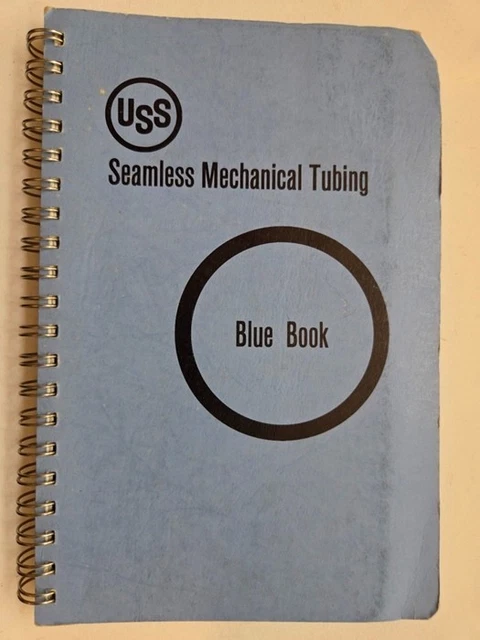 USS
Seamless Mechanical Tubing
Blue Book